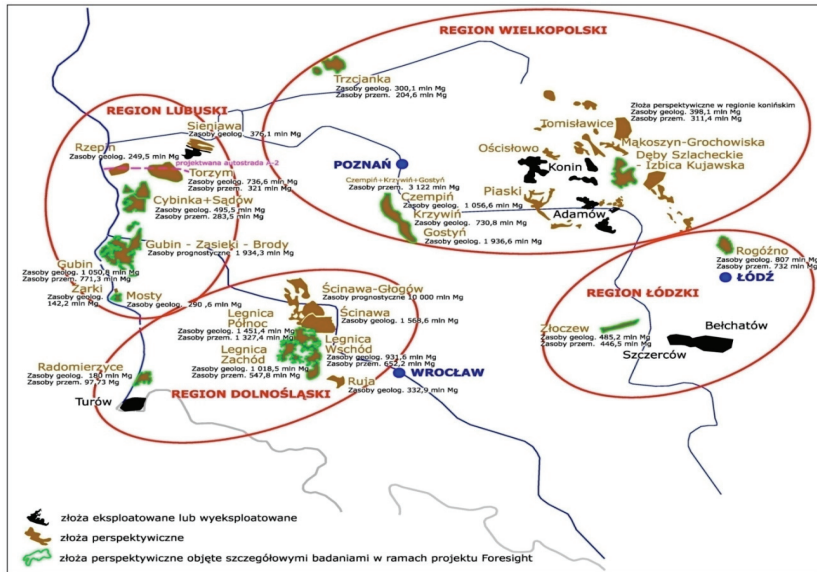 REGION WIELKOPOLSKI
Trzcianka
Zasoby geolog. 300,1 mln Mg
Zasoby przem. 204,6 mln Mg
REGION LUBUSKI
Sieniawa
Zasoby geolog. 376,1 mln Mg
Rzepin
Zasoby geolog. 249,5 mln Mg
projektowana autostrada A-2
Torzym
Zasoby geolog. 736,6 mln Mg
Zasoby przem. 321 mln Mg
Cybinka+Sądów
Zasoby geolog. 495,5 mln Mg
Zasoby przem. 283,5 mln Mg
Gubin - Zasieki - Brody
Zasoby prognostyczne 1 934,3 mln Mg
Gubin
Zasoby geolog. 1 050,8 mln Mg
Zasoby przem. 771,3 mln Mg
Żarki
Zasoby geolog.
142,2 mln Mg
Mosty
Zasoby geolog. 290 ,6 mln Mg
POZNAŃ
Czempiń+Krzywiń+Gostyń
Zasoby przem. 3 122 mln Mg
Czempiń
Zasoby geolog. 1 056,6 mln Mg
Krzywiń
Zasoby geolog. 730,8 mln Mg
Gostyń
Zasoby geolog. 1 936,6 mln Mg
Złoża perspektywiczne w regionie konińskim
Zasoby geolog. 398,1 mln Mg
Zasoby przem. 311,4 mln Mg
Tomisławice
Mąkoszyn-Grochowiska
Ościsłowo
Dęby Szlacheckie
- Izbica Kujawska
Konin
Piaski
Adamów
Rogóźno
Zasoby geolog. 807 mln Mg
Zasoby przem. 732 mln Mg
ŁÓDŹ
REGION ŁÓDZKI
Złoczew
Zasoby geolog. 485,2 mln Mg
Zasoby przem. 446,5 mln Mg
Bełchatów
Szczerców
Ścinawa-Głogów
Zasoby prognostyczne 10 000 mln Mg
Legnica
Północ
Zasoby geolog. 1 451,4 mln Mg
Zasoby przem. 1 327,4 mln Mg
Ścinawa
Zasoby geolog. 1 568,6 mln Mg
Legnica
Wschód
Zasoby geolog. 931,6 mln Mg
Zasoby przem. 652,2 mln Mg
Legnica
Zachód
Zasoby geolog. 1 018,5 mln Mg
Zasoby przem. 547,8 mln Mg
Radomierzyce
Zasoby geolog. 180 mln Mg
Zasoby przem. 97,73 mln Mg
Ruja
Zasoby geolog. 332,9 mln Mg
WROCŁAW
REGION DOLNOŚLĄSKI
Turów
złoża eksploatowane lub wyeksploatowane
złoża perspektywiczne
złoża perspektywiczne objęte szczegółowymi badaniami w ramach projektu Foresight